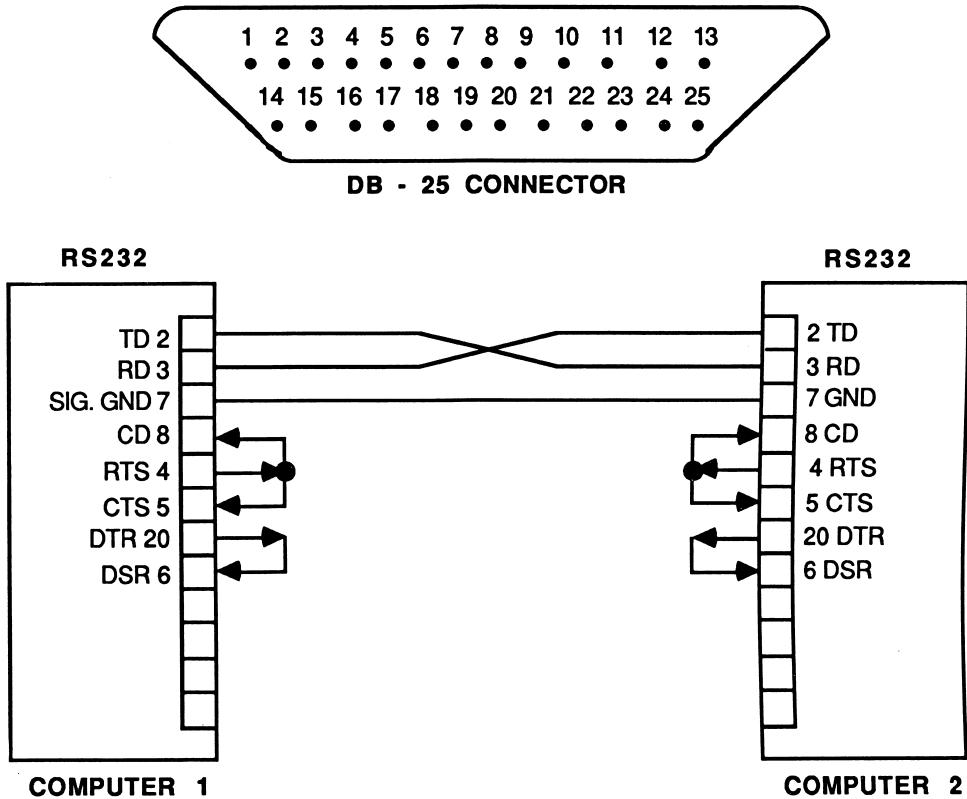 1 2 3 4 5 6 7 8 9 10 11 12 13
14 15 16 17 18 19 20 21 22 23 24 25
DB - 25 CONNECTOR
RS232
TD 2
RD 3
SIG. GND 7
CD 8
RTS 4
CTS 5
DTR 20
DSR 6
COMPUTER 1
RS232
2 TD
3 RD
7 GND
8 CD
4 RTS
5 CTS
20 DTR
6 DSR
COMPUTER 2